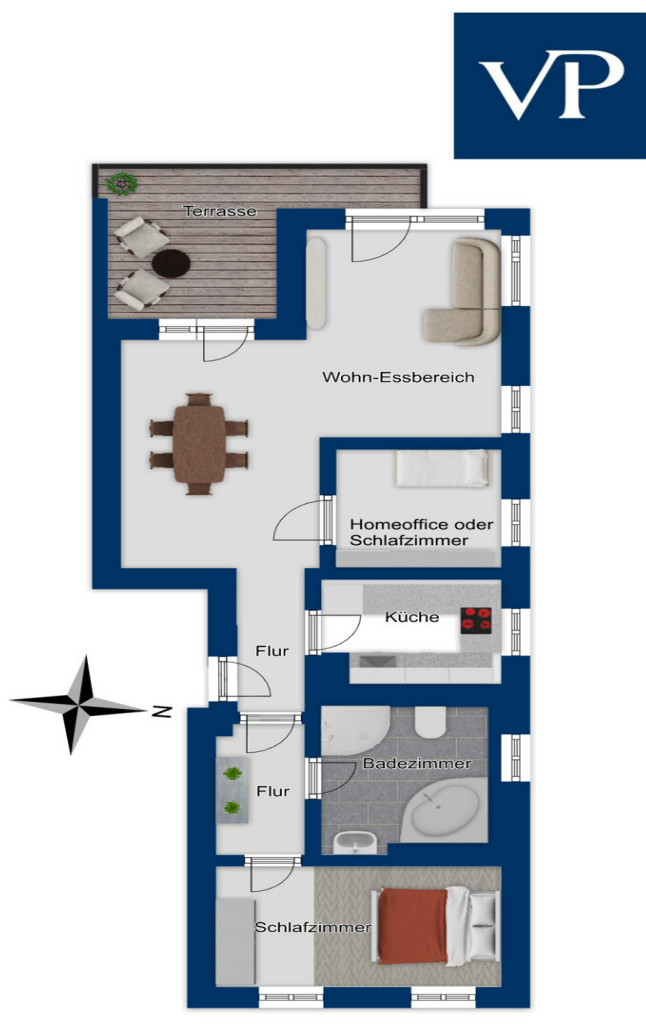 VP
Terrasse
Wohn-Essbereich
Homeoffice oder
Schlafzimmer
Küche
Flur
N
Badezimmer
Flur
Schlafzimmer